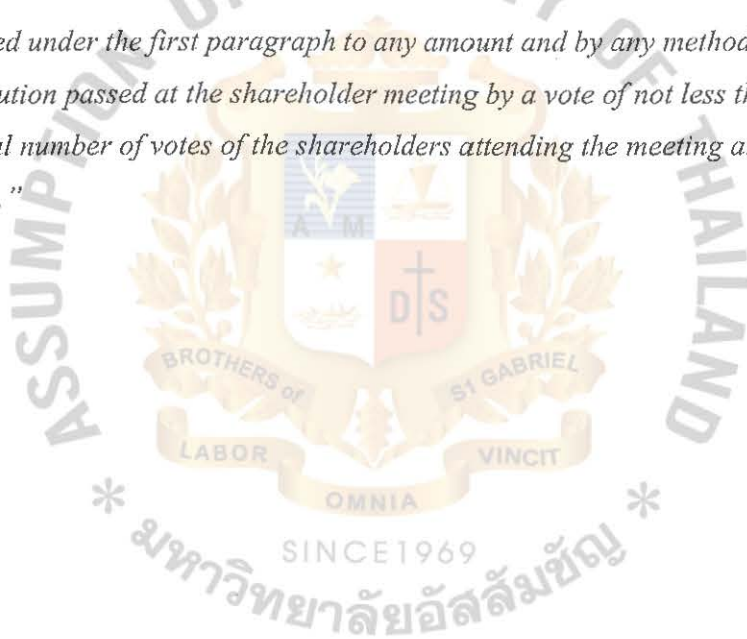 ed under the first paragraph to any amount and by any method
ution passed at the shareholder meeting by a vote of not less th
l number of votes of the shareholders attending the meeting a
."
ASSUMPTION
THAILAND
A M
D S
BROTHERS of ST GABRIEL
LABOR VINCIT
OMNIA
SINCE1969
มหาวิทยาลัยอัสสัมชัญ